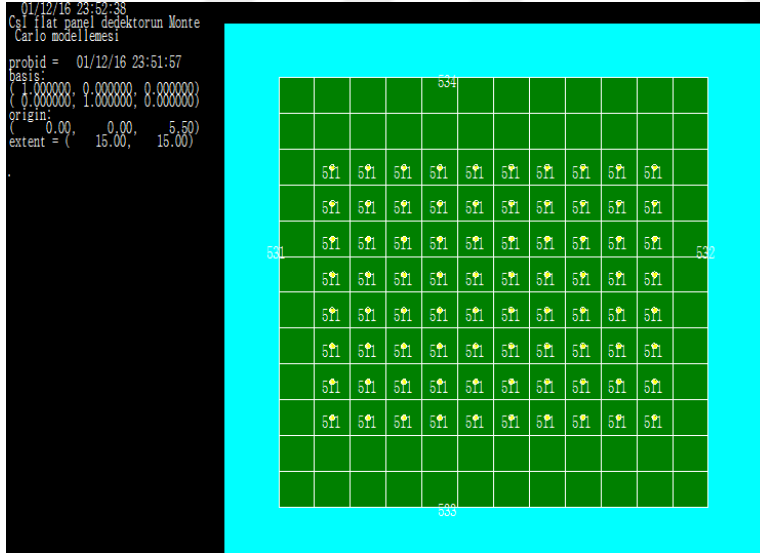 01/12/16 23:52:38
CsI flat panel dedektorun Monte
Carlo modellemesi
probid = 01/12/16 23:51:57
basis:
( 1.000000, 0.000000, 0.000000)
( 0.000000, 1.000000, 0.000000)
origin:
( 0.00, 0.00, 5.50)
extent = ( 15.00, 15.00)
.
534
511 511 511 511 511 511 511 511 511 511
511 511 511 511 511 511 511 511 511 511
511 511 511 511 511 511 511 511 511 511
531 532
511 511 511 511 511 511 511 511 511 511
511 511 511 511 511 511 511 511 511 511
511 511 511 511 511 511 511 511 511 511
511 511 511 511 511 511 511 511 511 511
511 511 511 511 511 511 511 511 511 511
533